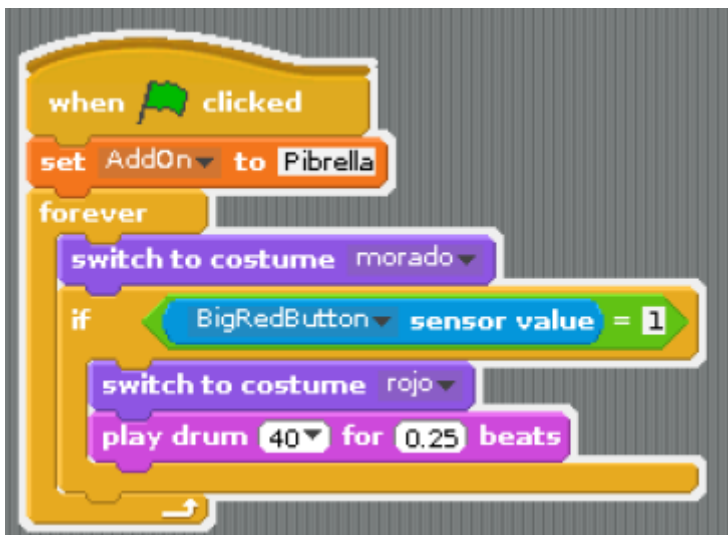 when clicked
set AddOn to Pibrella
forever
switch to costume morado
if BigRedButton sensor value = 1
switch to costume rojo
play drum 40 for 0.25 beats